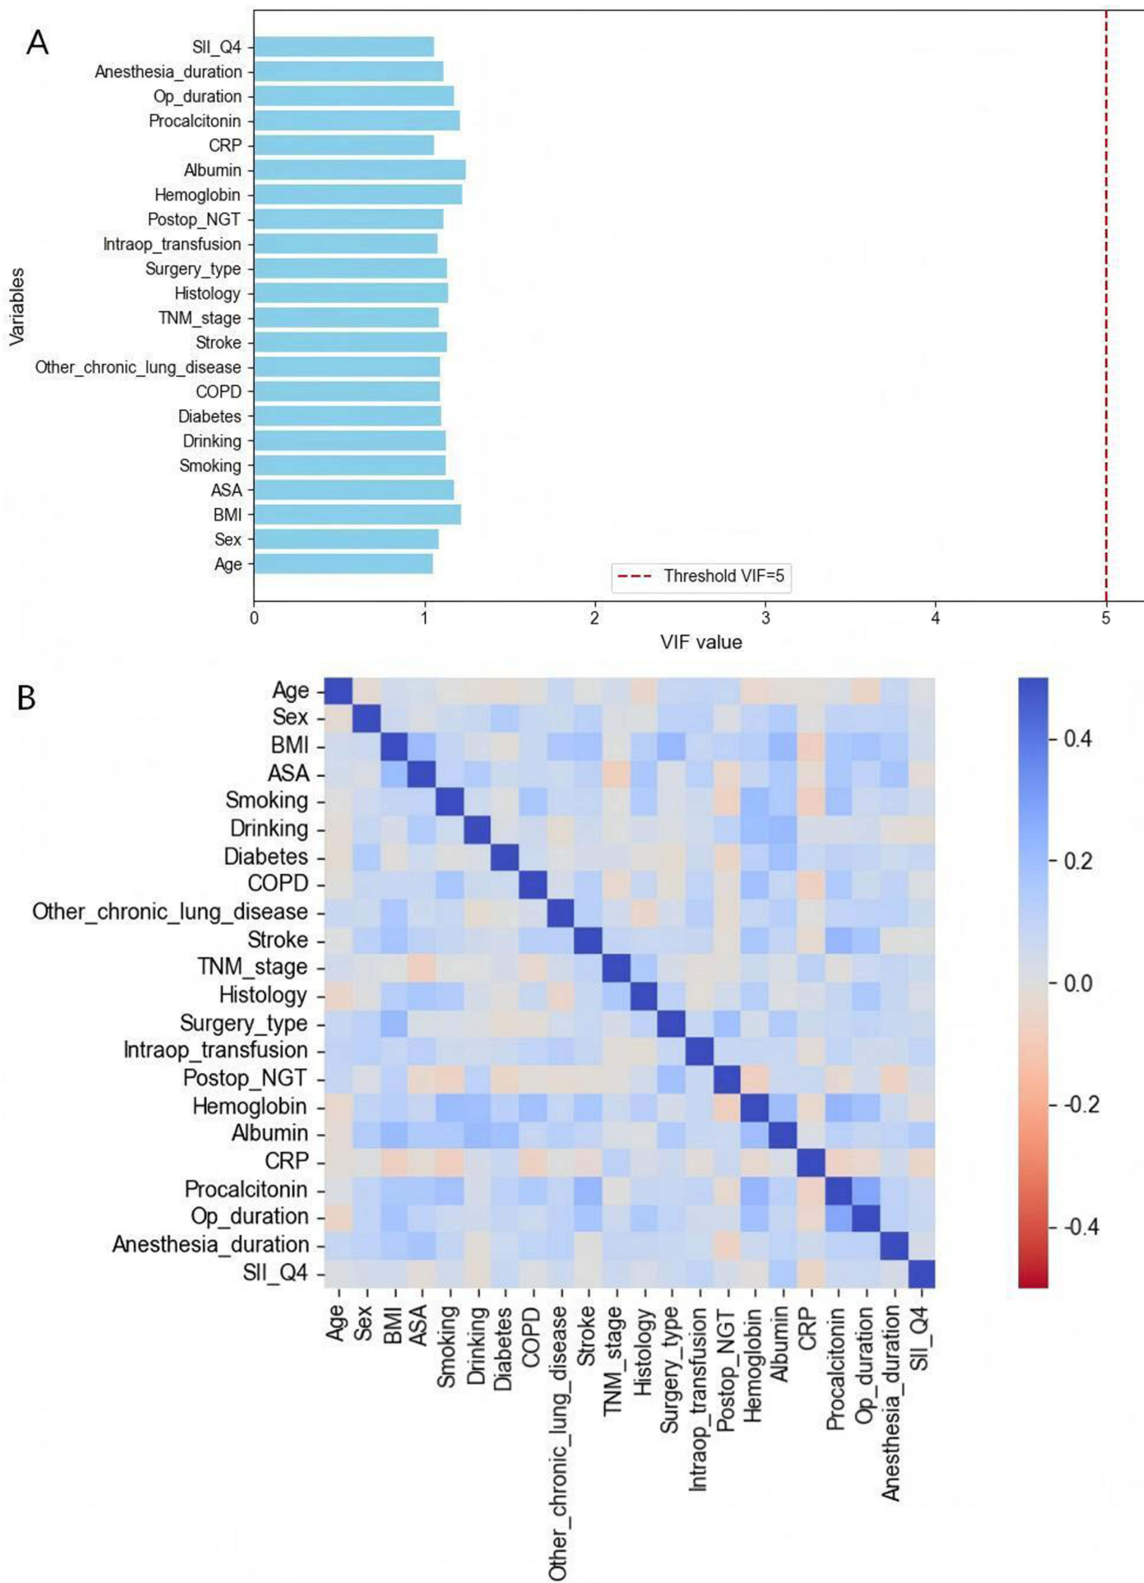 A
SII_Q4
Anesthesia_duration
Op_duration
Procalcitonin
CRP
Albumin
Hemoglobin
Postop_NGT
Intraop_transfusion
Surgery_type
Histology
TNM_stage
Stroke
Other_chronic_lung_disease
COPD
Diabetes
Drinking
Smoking
ASA
BMI
Sex
Age
Variables
Threshold VIF=5
0 1 2 3 4 5
VIF value
B
Age
Sex
BMI
ASA
Smoking
Drinking
Diabetes
COPD
Other_chronic_lung_disease
Stroke
TNM_stage
Histology
Surgery_type
Intraop_transfusion
Postop_NGT
Hemoglobin
Albumin
CRP
Procalcitonin
Op_duration
Anesthesia_duration
SII_Q4
Age
Sex
BMI
ASA
Smoking
Drinking
Diabetes
COPD
Other_chronic_lung_disease
Stroke
TNM_stage
Histology
Surgery_type
Intraop_transfusion
Postop_NGT
Hemoglobin
Albumin
CRP
Procalcitonin
Op_duration
Anesthesia_duration
SII_Q4
0.4
0.2
0.0
-0.2
-0.4